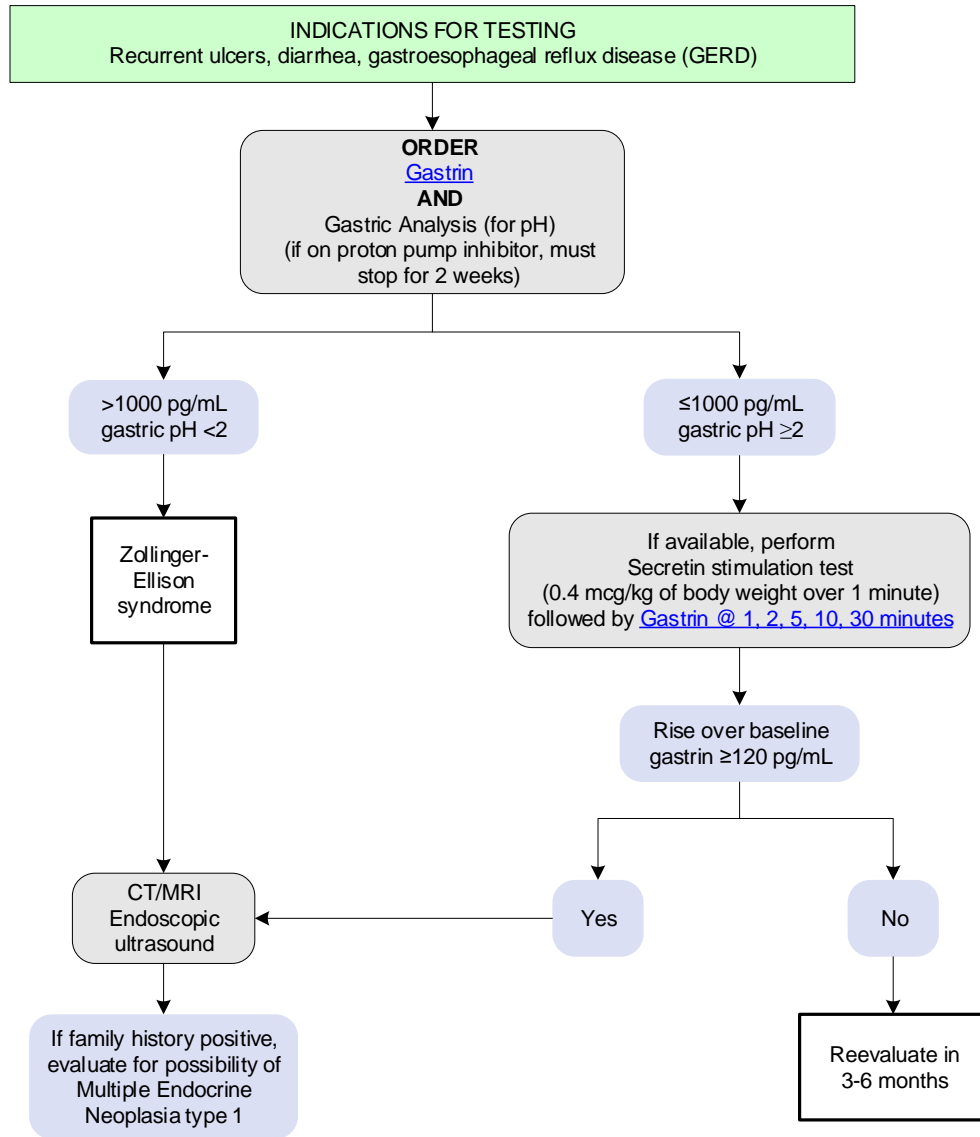 INDICATIONS FOR TESTING
Recurrent ulcers, diarrhea, gastroesophageal reflux disease (GERD)
ORDER
Gastrin
AND
Gastric Analysis (for pH)
(if on proton pump inhibitor, must
stop for 2 weeks)
>1000 pg/mL
gastric pH <2
≤1000 pg/mL
gastric pH ≥2
Zollinger-
Ellison
syndrome
If available, perform
Secretin stimulation test
(0.4 mcg/kg of body weight over 1 minute)
followed by Gastrin @ 1, 2, 5, 10, 30 minutes
Rise over baseline
gastrin ≥120 pg/mL
CT/MRI
Endoscopic
ultrasound
Yes
No
If family history positive,
evaluate for possibility of
Multiple Endocrine
Neoplasia type 1
Reevaluate in
3-6 months